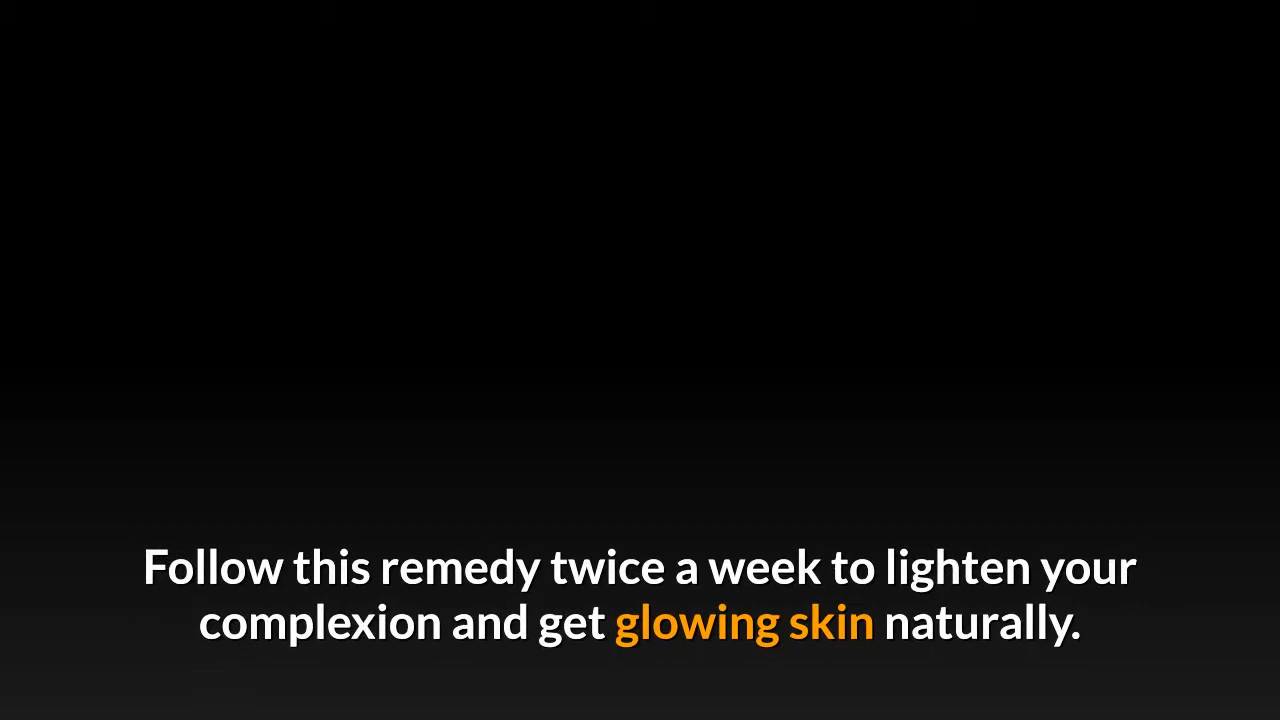 Follow this remedy twice a week to lighten your
complexion and get glowing skin naturally.